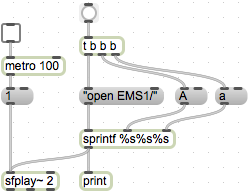 t b b b
metro 100
1
"open EMS1/"
A
a
sprintf %s%s%s
sfplay~ 2
print